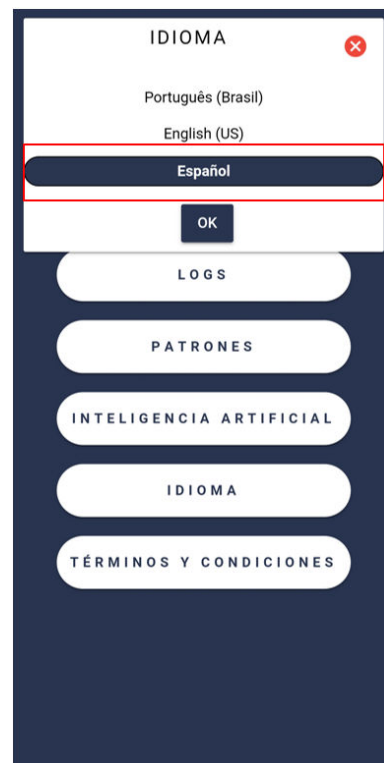 IDIOMA
Português (Brasil)
English (US)
Español
OK
LOGS
PATRONES
INTELIGENCIA ARTIFICIAL
IDIOMA
TÉRMINOS Y CONDICIONES